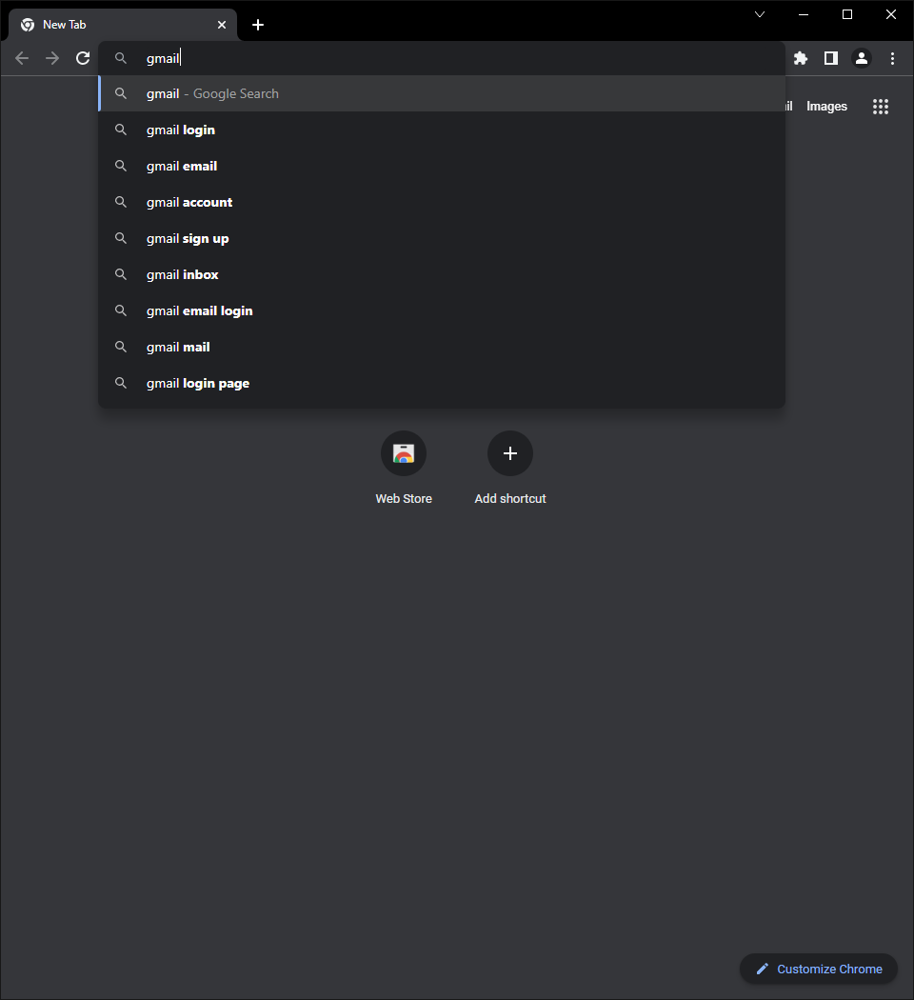 New Tab
gmail
gmail - Google Search
gmail login
gmail email
gmail account
gmail sign up
gmail inbox
gmail email login
gmail mail
gmail login page
Images
Web Store
Add shortcut
Customize Chrome